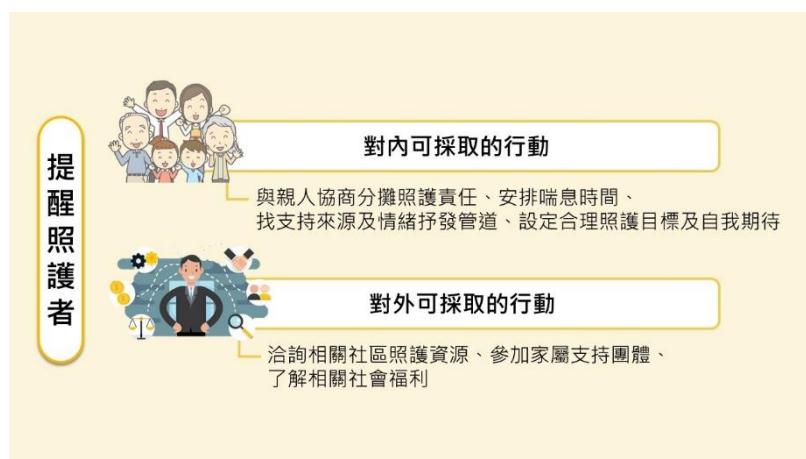 提醒照護者
對內可採取的行動
與親人協商分攤照護責任、安排喘息時間、
找支持來源及情緒抒發管道、設定合理照護目標及自我期待
對外可採取的行動
洽詢相關社區照護資源、參加家屬支持團體、
了解相關社會福利